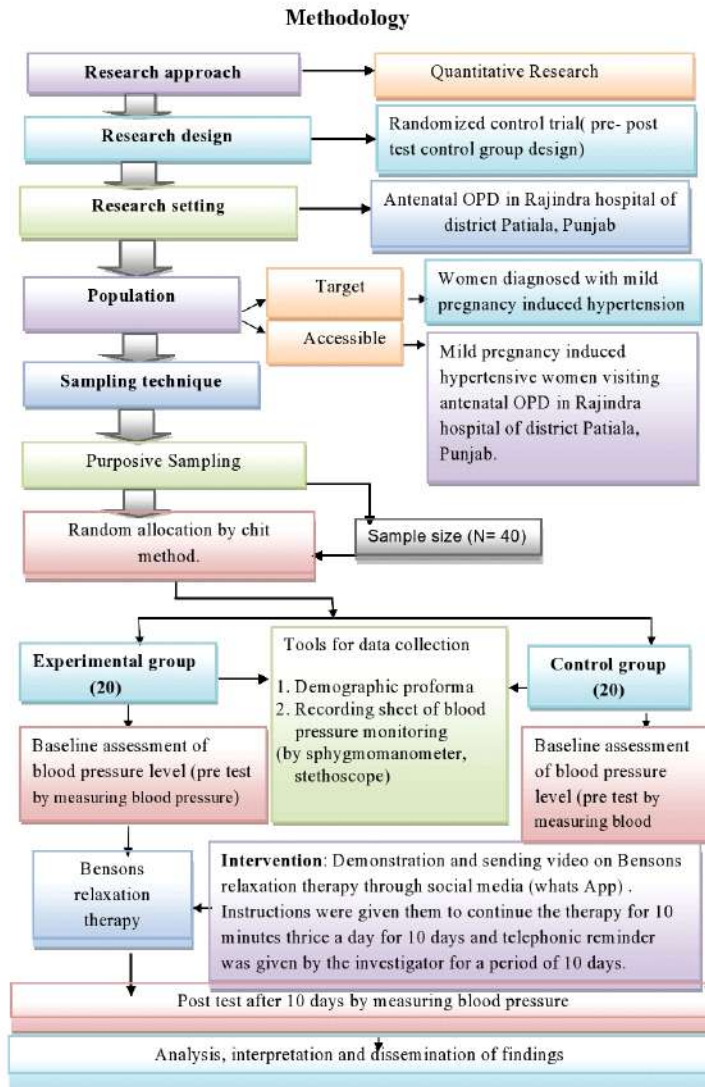 Methodology
Research approach
Quantitative Research
Research design
Randomized control trial( pre- post
test control group design)
Research setting
Antenatal OPD in Rajindra hospital of
district Patiala, Punjab
Population
Target
Women diagnosed with mild
pregnancy induced hypertension
Accessible
Mild pregnancy induced
hypertensive women visiting
antenatal OPD in Rajindra
hospital of district Patiala,
Punjab.
Sampling technique
Purposive Sampling
Sample size (N= 40)
Random allocation by chit
method.
Experimental group
(20)
Tools for data collection
1. Demographic proforma
2. Recording sheet of blood
pressure monitoring
(by sphygmomanometer,
stethoscope)
Control group
(20)
Baseline assessment of
blood pressure level (pre test
by measuring blood pressure)
Baseline assessment
of blood pressure
level (pre test by
measuring blood
Bensons
relaxation
therapy
Intervention: Demonstration and sending video on Bensons
relaxation therapy through social media (whats App) .
Instructions were given them to continue the therapy for 10
minutes thrice a day for 10 days and telephonic reminder
was given by the investigator for a period of 10 days.
Post test after 10 days by measuring blood pressure
Analysis, interpretation and dissemination of findings